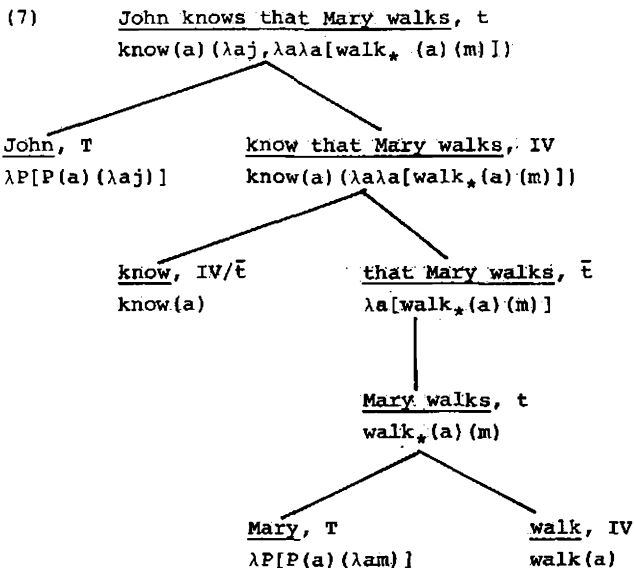 (7) John knows that Mary walks, t
know(a)(λaj,λaλa[walk* (a)(m)])
John, T know that Mary walks, IV
λP[P(a)(λaj)] know(a)(λaλa[walk*(a)(m)])
know, IV/t̄ that Mary walks, t̄
know(a) λa[walk*(a)(m)]
Mary walks, t
walk*(a)(m)
Mary, T walk, IV
λP[P(a)(λam)] walk(a)